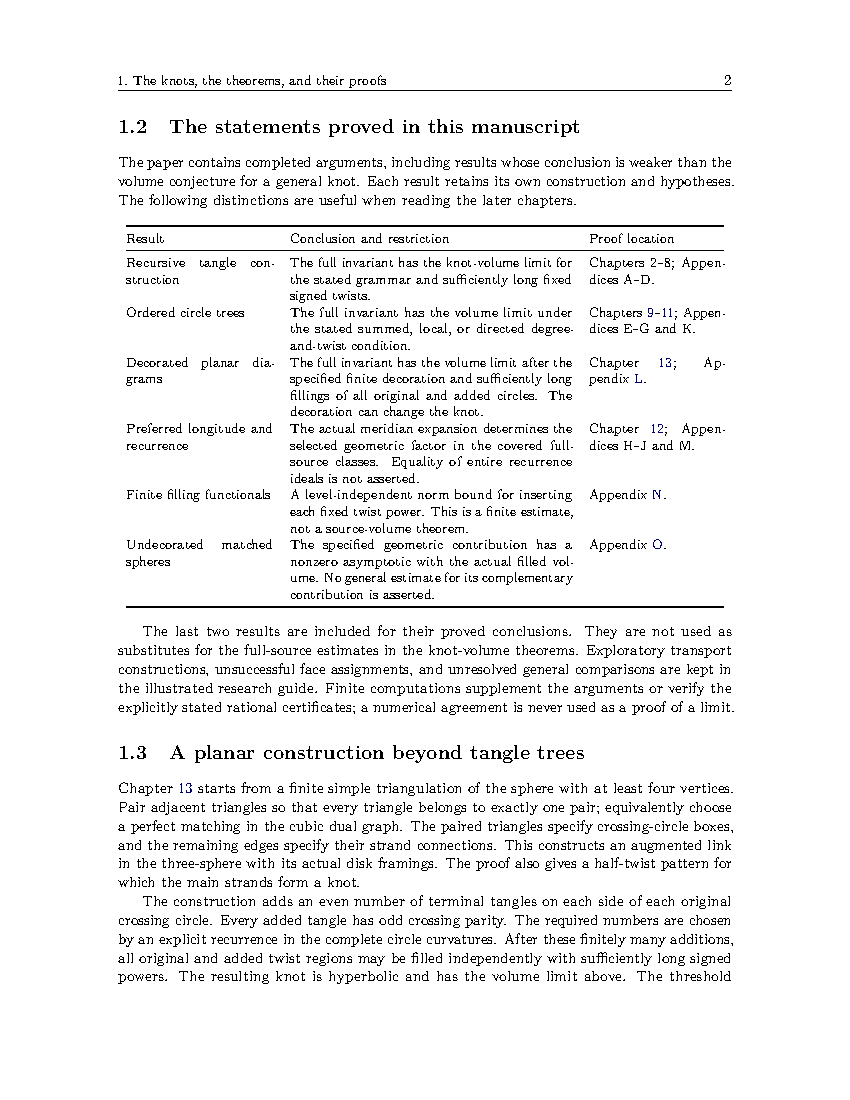 1. The knots, the theorems, and their proofs 2
1.2 The statements proved in this manuscript
The paper contains completed arguments, including results whose conclusion is weaker than the
volume conjecture for a general knot. Each result retains its own construction and hypotheses.
The following distinctions are useful when reading the later chapters.
Result Conclusion and restriction Proof location
Recursive tangle con- The full invariant has the knot-volume limit for Chapters 2–8; Appen-
struction the stated grammar and sufficiently long fixed dices A–D.
signed twists.
Ordered circle trees The full invariant has the volume limit under Chapters 9–11; Appen-
the stated summed, local, or directed degree- dices E–G and K.
and-twist condition.
Decorated planar dia- The full invariant has the volume limit after the Chapter 13; Ap-
grams specified finite decoration and sufficiently long pendix L.
fillings of all original and added circles. The
decoration can change the knot.
Preferred longitude and The actual meridian expansion determines the Chapter 12; Appen-
recurrence selected geometric factor in the covered full- dices H–J and M.
source classes. Equality of entire recurrence
ideals is not asserted.
Finite filling functionals A level-independent norm bound for inserting Appendix N.
each fixed twist power. This is a finite estimate,
not a source-volume theorem.
Undecorated matched The specified geometric contribution has a Appendix O.
spheres nonzero asymptotic with the actual filled vol-
ume. No general estimate for its complementary
contribution is asserted.
The last two results are included for their proved conclusions. They are not used as
substitutes for the full-source estimates in the knot-volume theorems. Exploratory transport
constructions, unsuccessful face assignments, and unresolved general comparisons are kept in
the illustrated research guide. Finite computations supplement the arguments or verify the
explicitly stated rational certificates; a numerical agreement is never used as a proof of a limit.
1.3 A planar construction beyond tangle trees
Chapter 13 starts from a finite simple triangulation of the sphere with at least four vertices.
Pair adjacent triangles so that every triangle belongs to exactly one pair; equivalently choose
a perfect matching in the cubic dual graph. The paired triangles specify crossing-circle boxes,
and the remaining edges specify their strand connections. This constructs an augmented link
in the three-sphere with its actual disk framings. The proof also gives a half-twist pattern for
which the main strands form a knot.
The construction adds an even number of terminal tangles on each side of each original
crossing circle. Every added tangle has odd crossing parity. The required numbers are chosen
by an explicit recurrence in the complete circle curvatures. After these finitely many additions,
all original and added twist regions may be filled independently with sufficiently long signed
powers. The resulting knot is hyperbolic and has the volume limit above. The threshold